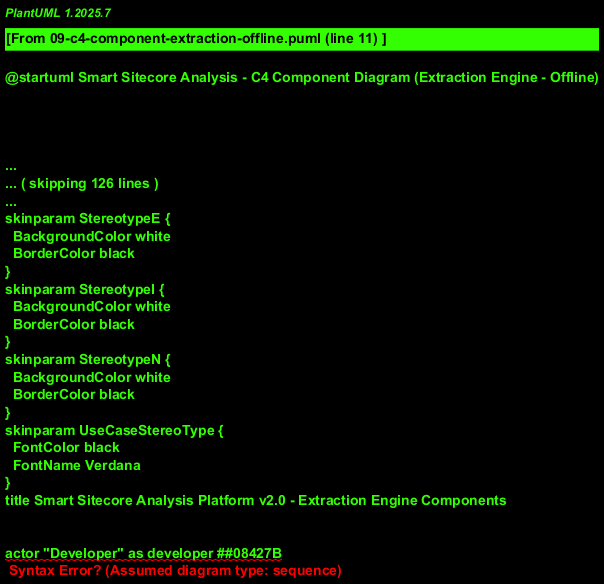 PlantUML 1.2025.7
[From 09-c4-component-extraction-offline.puml (line 11) ]
@startuml Smart Sitecore Analysis - C4 Component Diagram (Extraction Engine - Offline)
...
... ( skipping 126 lines )
...
skinparam StereotypeE {
BackgroundColor white
BorderColor black
}
skinparam StereotypeI {
BackgroundColor white
BorderColor black
}
skinparam StereotypeN {
BackgroundColor white
BorderColor black
}
skinparam UseCaseStereoType {
FontColor black
FontName Verdana
}
title Smart Sitecore Analysis Platform v2.0 - Extraction Engine Components
actor "Developer" as developer ##08427B
Syntax Error? (Assumed diagram type: sequence)